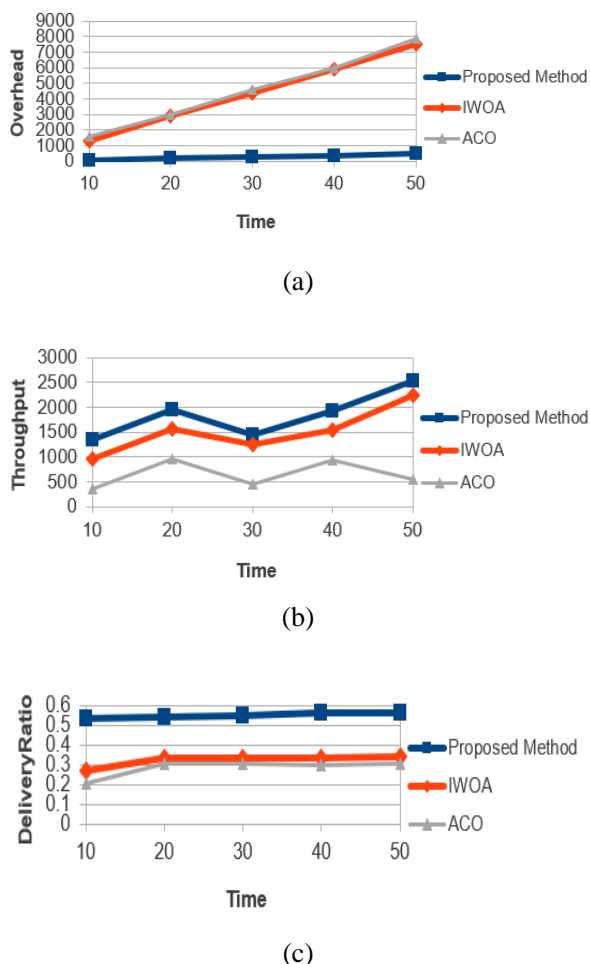 9000
8000
7000
6000
5000
4000
3000
2000
1000
0
Overhead
10 20 30 40 50
Time
Proposed Method
IWOA
ACO
(a)
3000
2500
2000
1500
1000
500
0
Throughput
10 20 30 40 50
Time
Proposed Method
IWOA
ACO
(b)
0.6
0.5
0.4
0.3
0.2
0.1
0
DeliveryRatio
10 20 30 40 50
Time
Proposed Method
IWOA
ACO
(c)